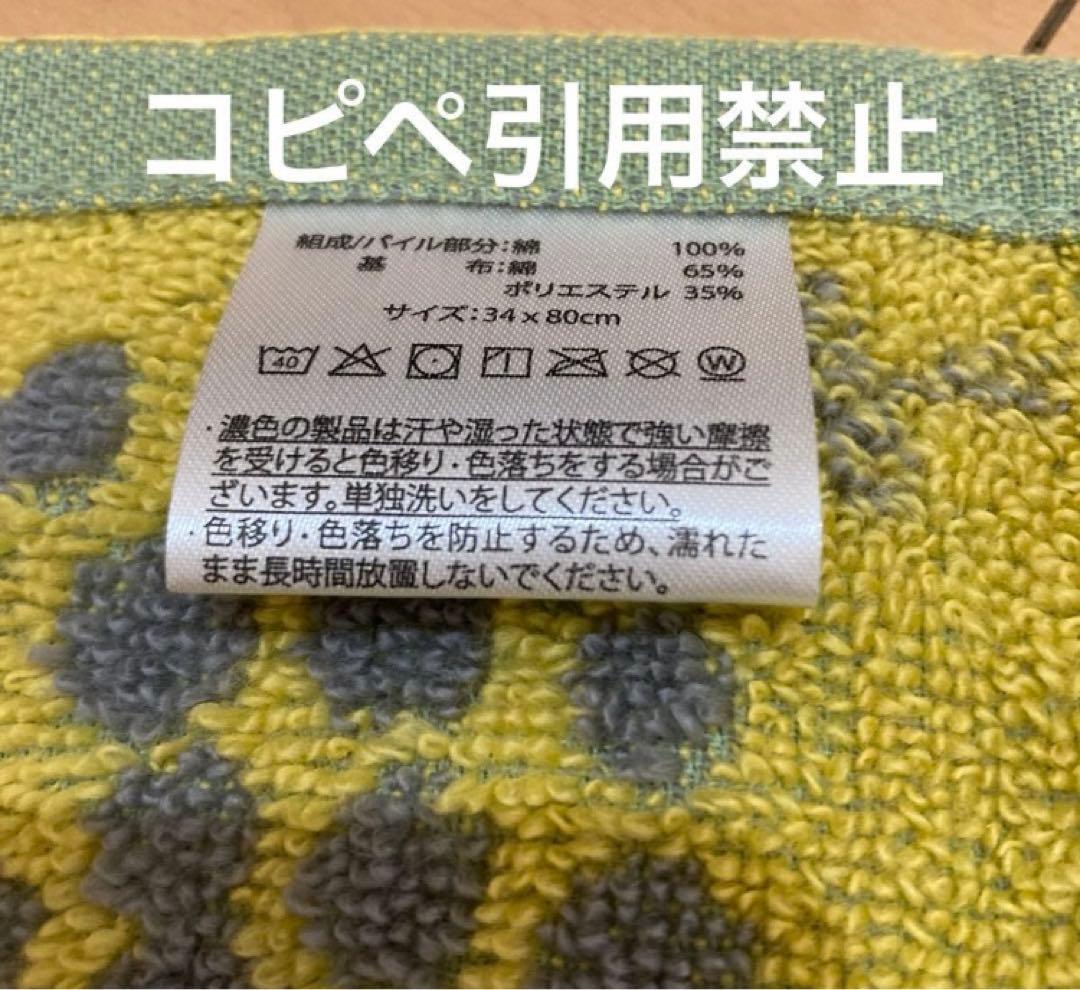 コピペ引用禁止
組成/パイル部分:綿 100%
基 布:綿 65%
ポリエステル 35%
サイズ:34×80cm
40 W
・濃色の製品は汗や湿った状態で強い摩擦
を受けると色移り・色落ちをする場合がご
ざいます。単独洗いをしてください。
・色移り・色落ちを防止するため、濡れた
まま長時間放置しないでください。